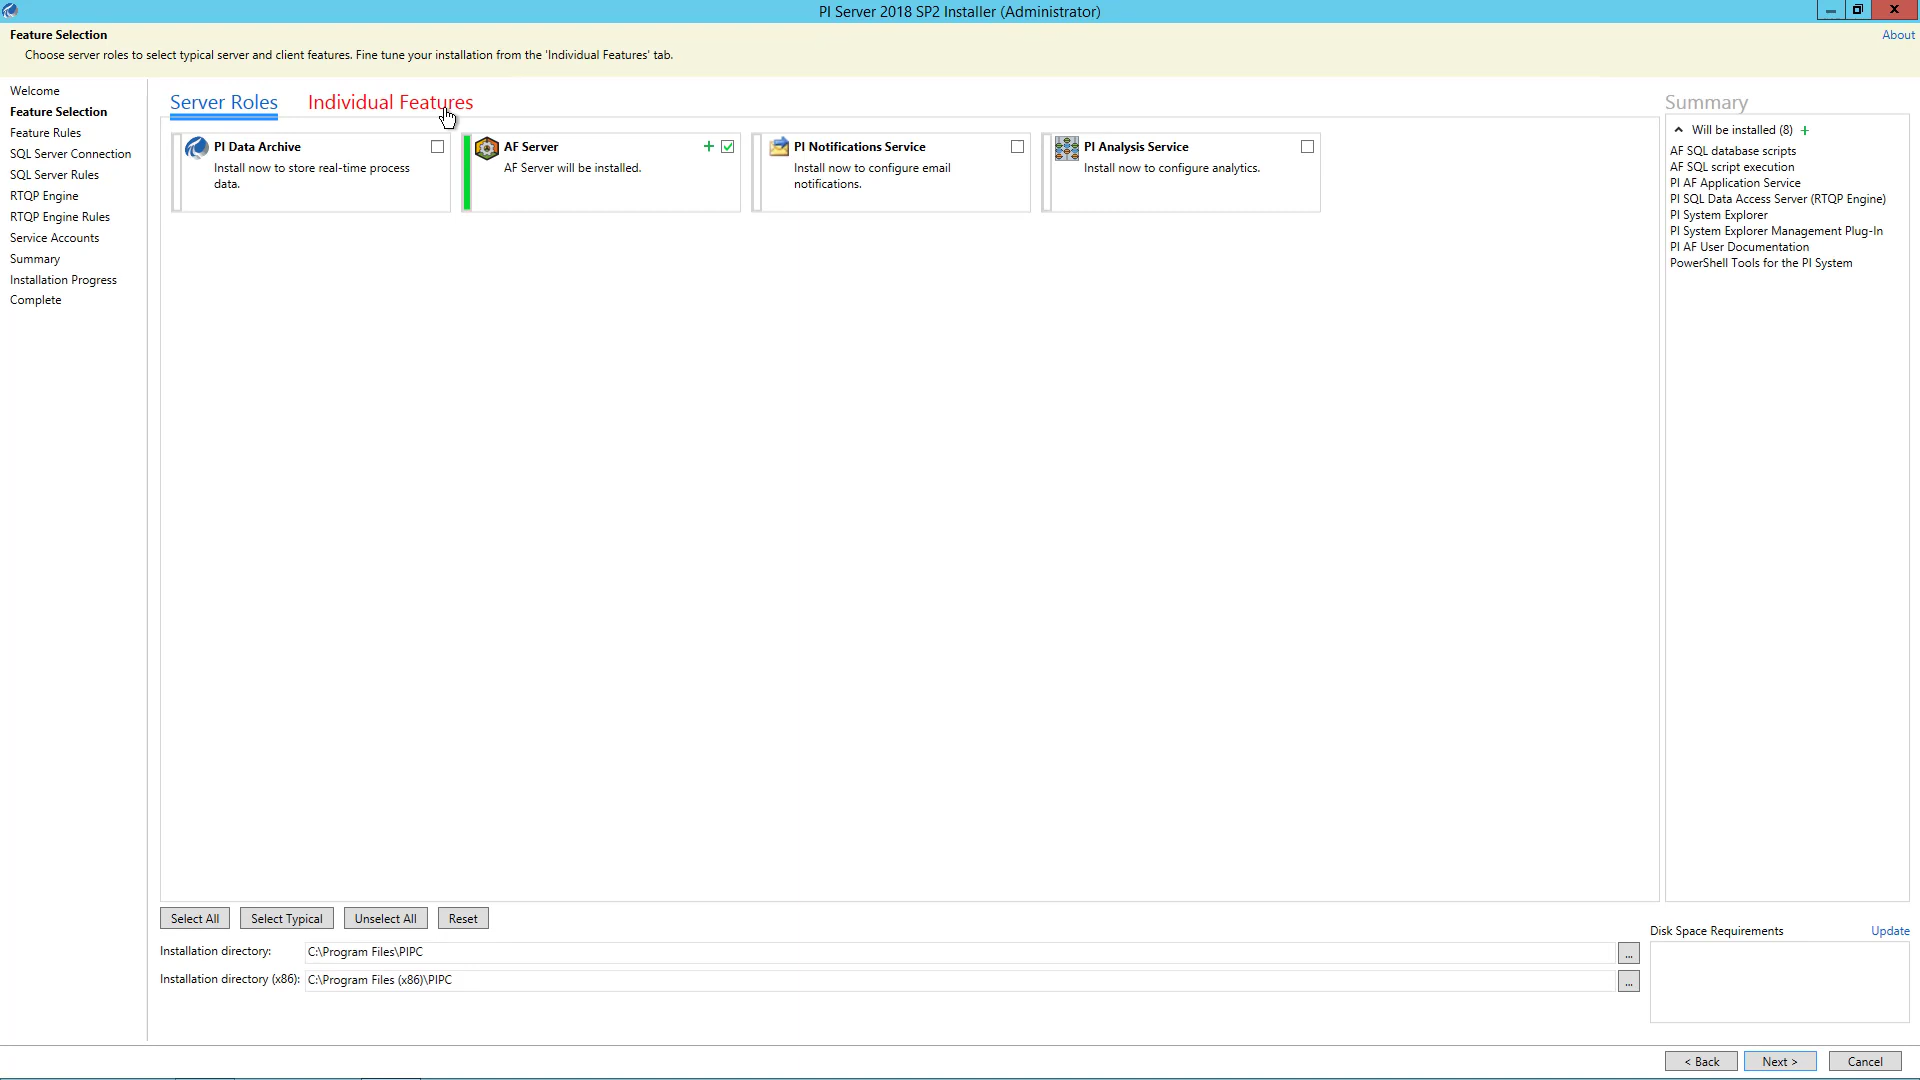 PI Server 2018 SP2 Installer (Administrator)
Feature Selection
About
Choose server roles to select typical server and client features. Fine tune your installation from the 'Individual Features' tab.
Welcome
Feature Selection
Feature Rules
SQL Server Connection
SQL Server Rules
RTQP Engine
RTQP Engine Rules
Service Accounts
Summary
Installation Progress
Complete
Server Roles
Individual Features
PI Data Archive
Install now to store real-time process
data.
AF Server
AF Server will be installed.
PI Notifications Service
Install now to configure email
notifications.
PI Analysis Service
Install now to configure analytics.
Summary
Will be installed (8) +
AF SQL database scripts
AF SQL script execution
PI AF Application Service
PI SQL Data Access Server (RTQP Engine)
PI System Explorer
PI System Explorer Management Plug-In
PI AF User Documentation
PowerShell Tools for the PI System
Select All
Select Typical
Unselect All
Reset
Installation directory:
C:\Program Files\PIPC
...
Installation directory (x86):
C:\Program Files (x86)\PIPC
...
Disk Space Requirements
Update
< Back
Next >
Cancel